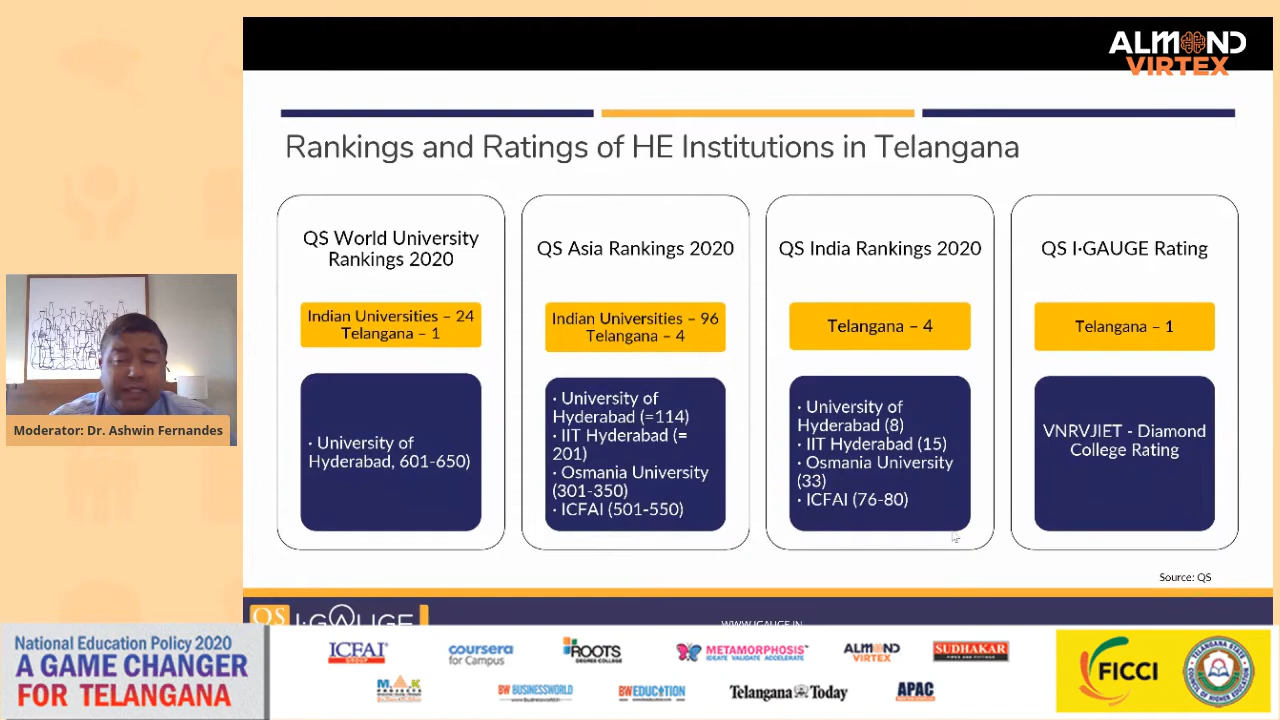 ALMOND
VIRTEX
Rankings and Ratings of HE Institutions in Telangana
QS World University
Rankings 2020
Indian Universities – 24
Telangana – 1
· University of
Hyderabad, 601-650)
QS Asia Rankings 2020
Indian Universities – 96
Telangana – 4
· University of
Hyderabad (=114)
· IIT Hyderabad (=
201)
· Osmania University
(301-350)
· ICFAI (501-550)
QS India Rankings 2020
Telangana – 4
· University of
Hyderabad (8)
· IIT Hyderabad (15)
· Osmania University
(33)
· ICFAI (76-80)
QS I·GAUGE Rating
Telangana – 1
VNRVJIET - Diamond
College Rating
Source: QS
Moderator: Dr. Ashwin Fernandes
QS I·GAUGE
WWW.IGAUGE.IN
National Education Policy 2020
A GAME CHANGER
FOR TELANGANA
ICFAI
GROUP
coursera
for Campus
ROOTS
DEGREE COLLEGE
METAMORPHOSIS
IDEATE VALIDATE ACCELERATE
ALMOND
VIRTEX
SUDHAKAR
PIPES AND FITTINGS
MAK
PROJECTS
BW BUSINESSWORLD
BW EDUCATION
Telangana Today
APAC
FICCI